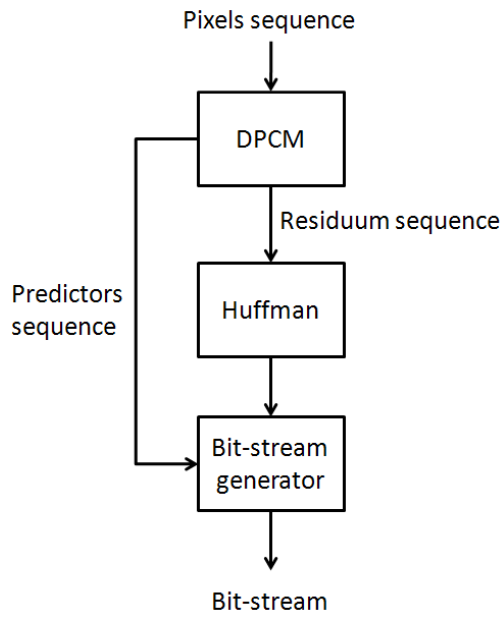 Pixels sequence
DPCM
Residuum sequence
Predictors
sequence
Huffman
Bit-stream
generator
Bit-stream